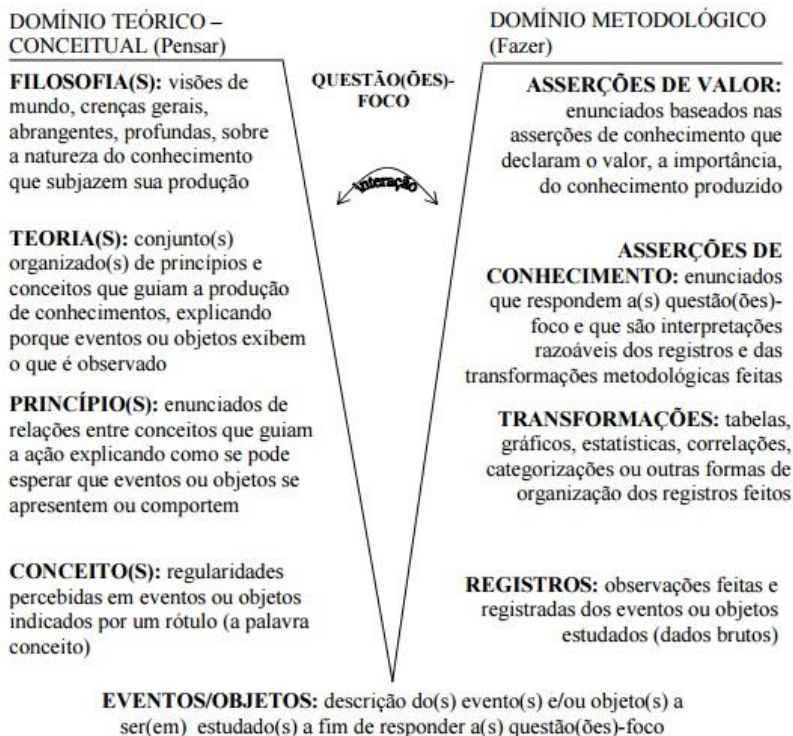 DOMÍNIO TEÓRICO –
CONCEITUAL (Pensar)
FILOSOFIA(S): visões de
mundo, crenças gerais,
abrangentes, profundas, sobre
a natureza do conhecimento
que subjazem sua produção
TEORIA(S): conjunto(s)
organizado(s) de princípios e
conceitos que guiam a produção
de conhecimentos, explicando
porque eventos ou objetos exibem
o que é observado
PRINCÍPIO(S): enunciados de
relações entre conceitos que guiam
a ação explicando como se pode
esperar que eventos ou objetos se
apresentem ou comportem
CONCEITO(S): regularidades
percebidas em eventos ou objetos
indicados por um rótulo (a palavra
conceito)
QUESTÃO(ÕES)-
FOCO
interação
DOMÍNIO METODOLÓGICO
(Fazer)
ASSERÇÕES DE VALOR:
enunciados baseados nas
asserções de conhecimento que
declaram o valor, a importância,
do conhecimento produzido
ASSERÇÕES DE
CONHECIMENTO: enunciados
que respondem a(s) questão(ões)-
foco e que são interpretações
razoáveis dos registros e das
transformações metodológicas feitas
TRANSFORMAÇÕES: tabelas,
gráficos, estatísticas, correlações,
categorizações ou outras formas de
organização dos registros feitos
REGISTROS: observações feitas e
registradas dos eventos ou objetos
estudados (dados brutos)
EVENTOS/OBJETOS: descrição do(s) evento(s) e/ou objeto(s) a
ser(em) estudado(s) a fim de responder a(s) questão(ões)-foco